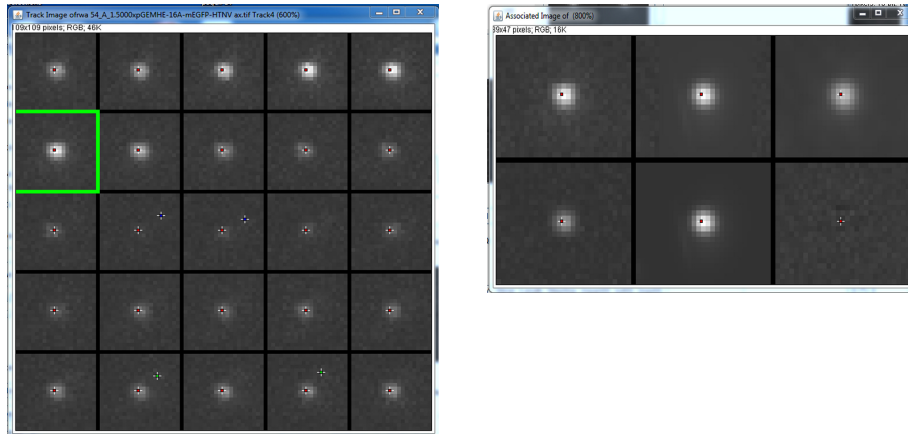 Track Image ofrwa 54_A_1.5000xpGEMHE-16A-mEGFP-HTNV ax.tif Track4 (600%)
109x109 pixels; RGB; 46K
Associated Image of (800%)
39x47 pixels; RGB; 16K